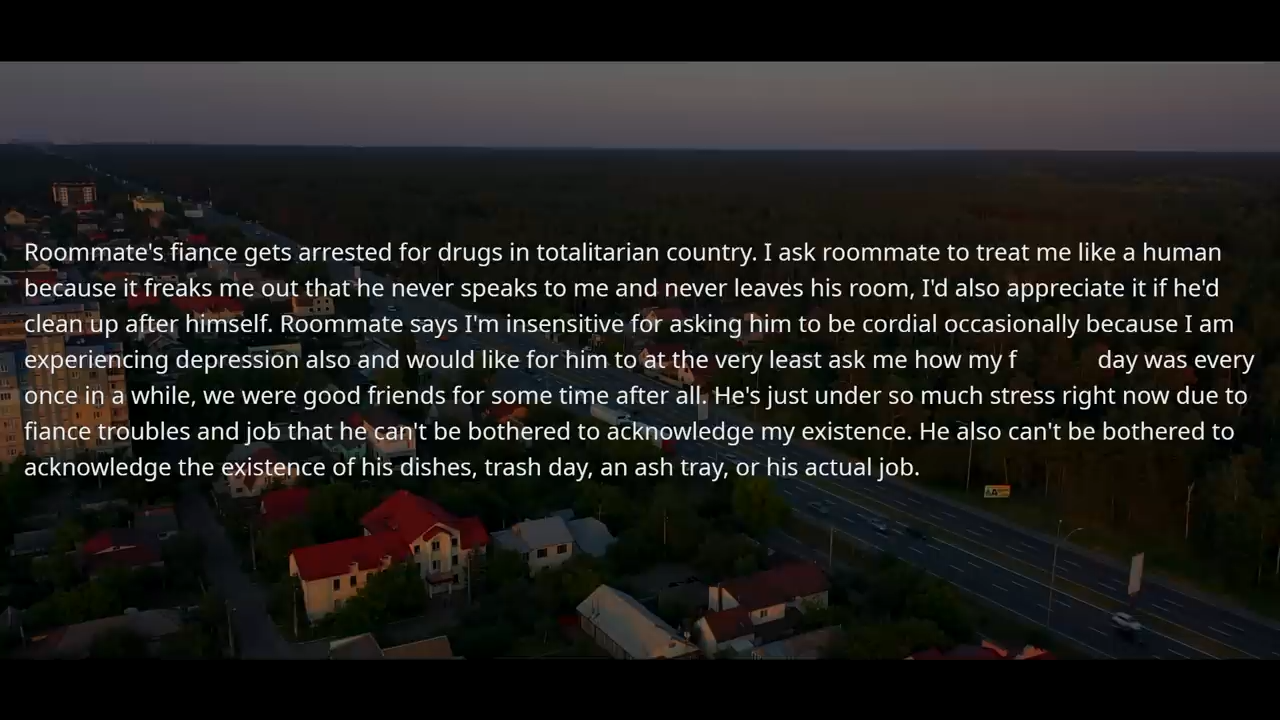 Roommate's fiance gets arrested for drugs in totalitarian country. I ask roommate to treat me like a human
because it freaks me out that he never speaks to me and never leaves his room, I'd also appreciate it if he'd
clean up after himself. Roommate says I'm insensitive for asking him to be cordial occasionally because I am
experiencing depression also and would like for him to at the very least ask me how my f day was every
once in a while, we were good friends for some time after all. He's just under so much stress right now due to
fiance troubles and job that he can't be bothered to acknowledge my existence. He also can't be bothered to
acknowledge the existence of his dishes, trash day, an ash tray, or his actual job.